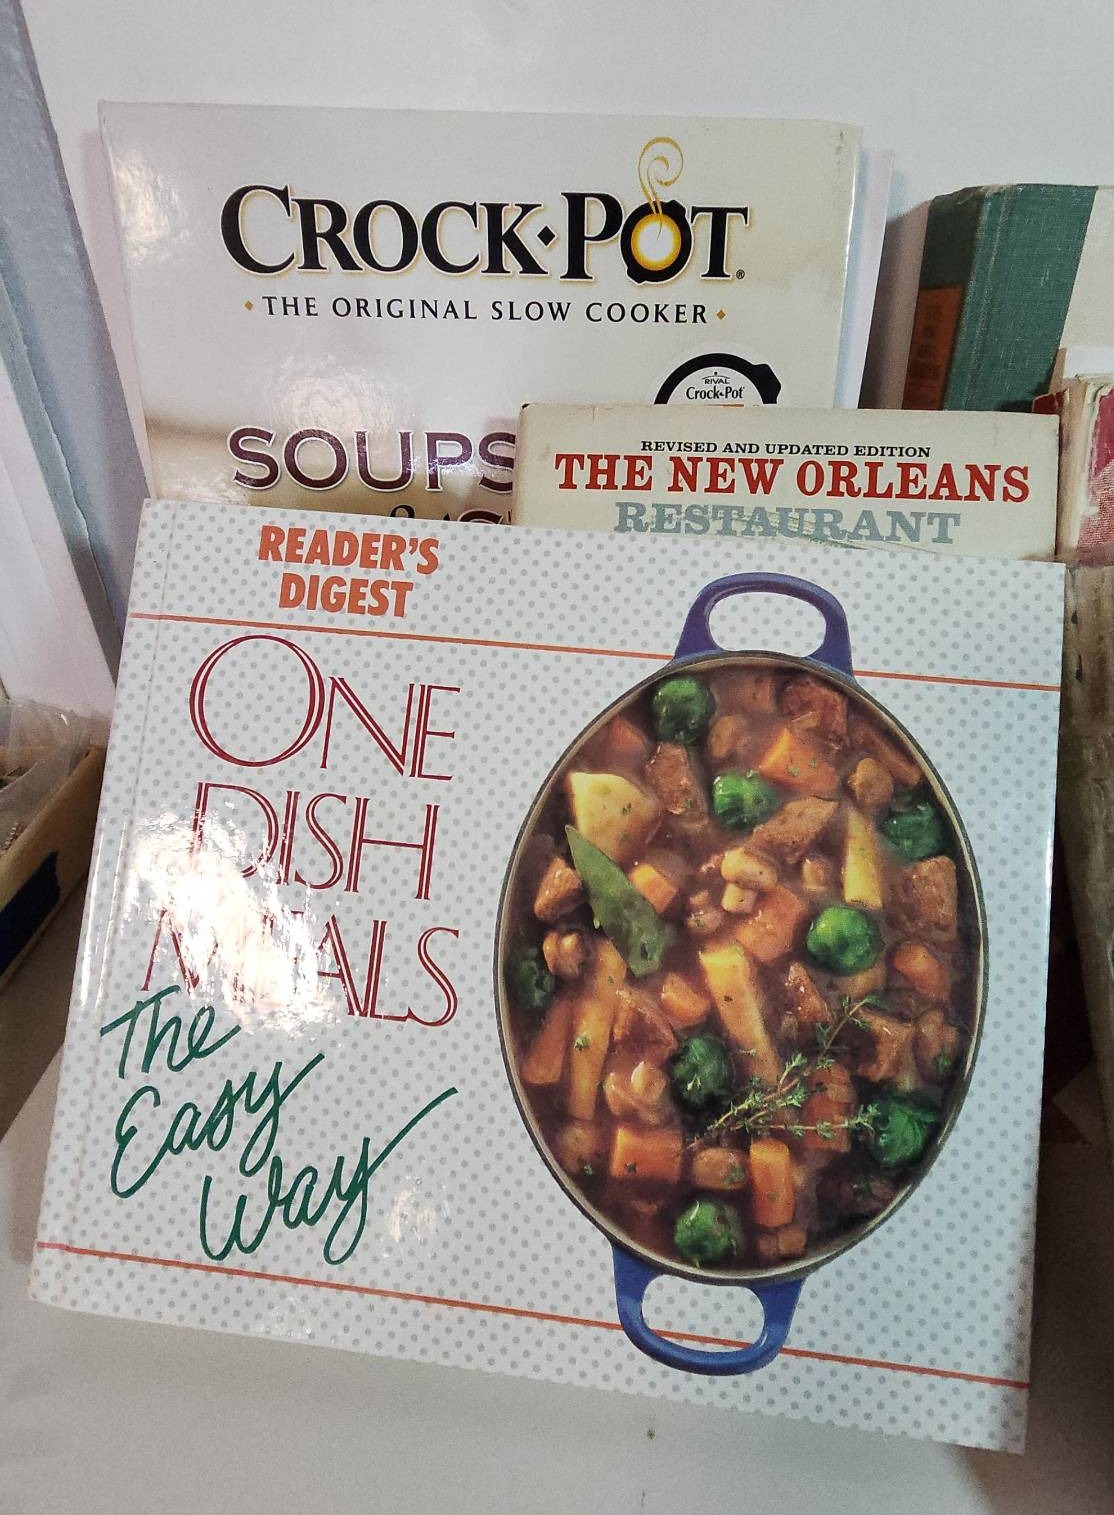 CROCK·POT®
• THE ORIGINAL SLOW COOKER •
RIVAL
Crock·Pot
SOUPS
&
REVISED AND UPDATED EDITION
THE NEW ORLEANS
RESTAURANT
READER'S
DIGEST
ONE
DISH
MEALS
The
Easy
Way